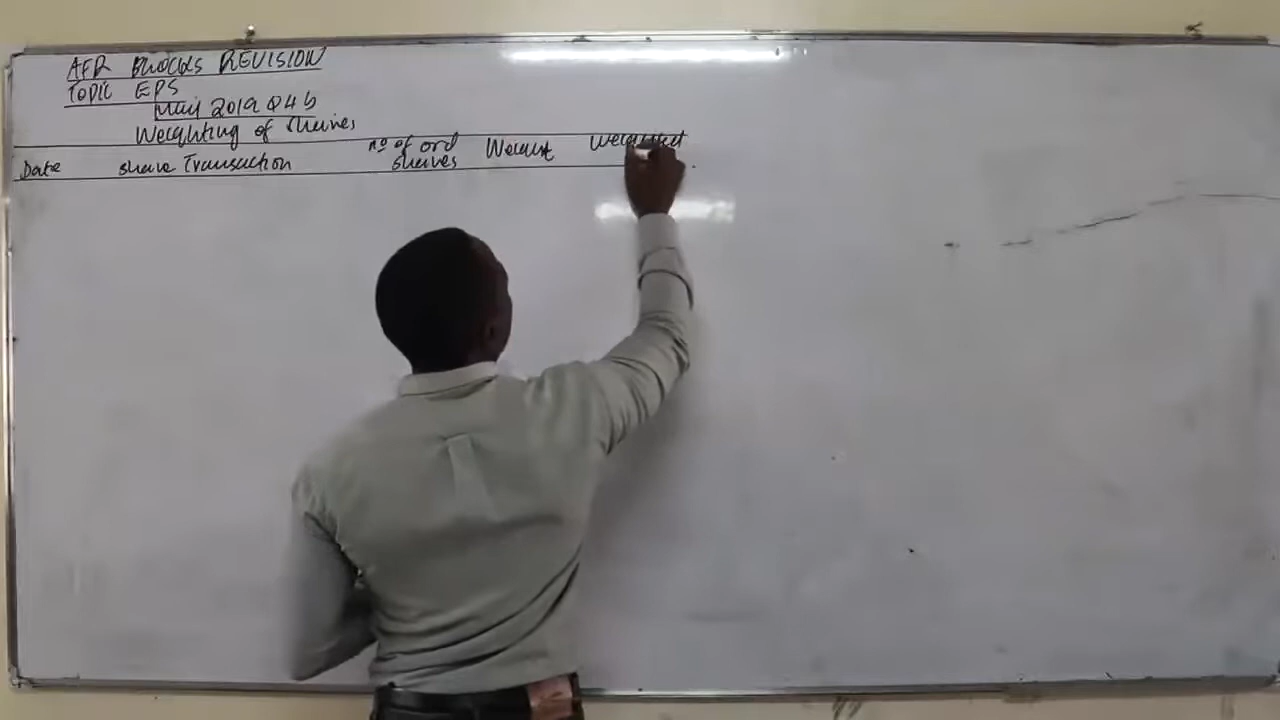 AFR BLOCKS REVISION
TOPIC EPS
May 2019 Q4b
Weighting of shares
Date share Transaction no of ord shares Weight Weighted